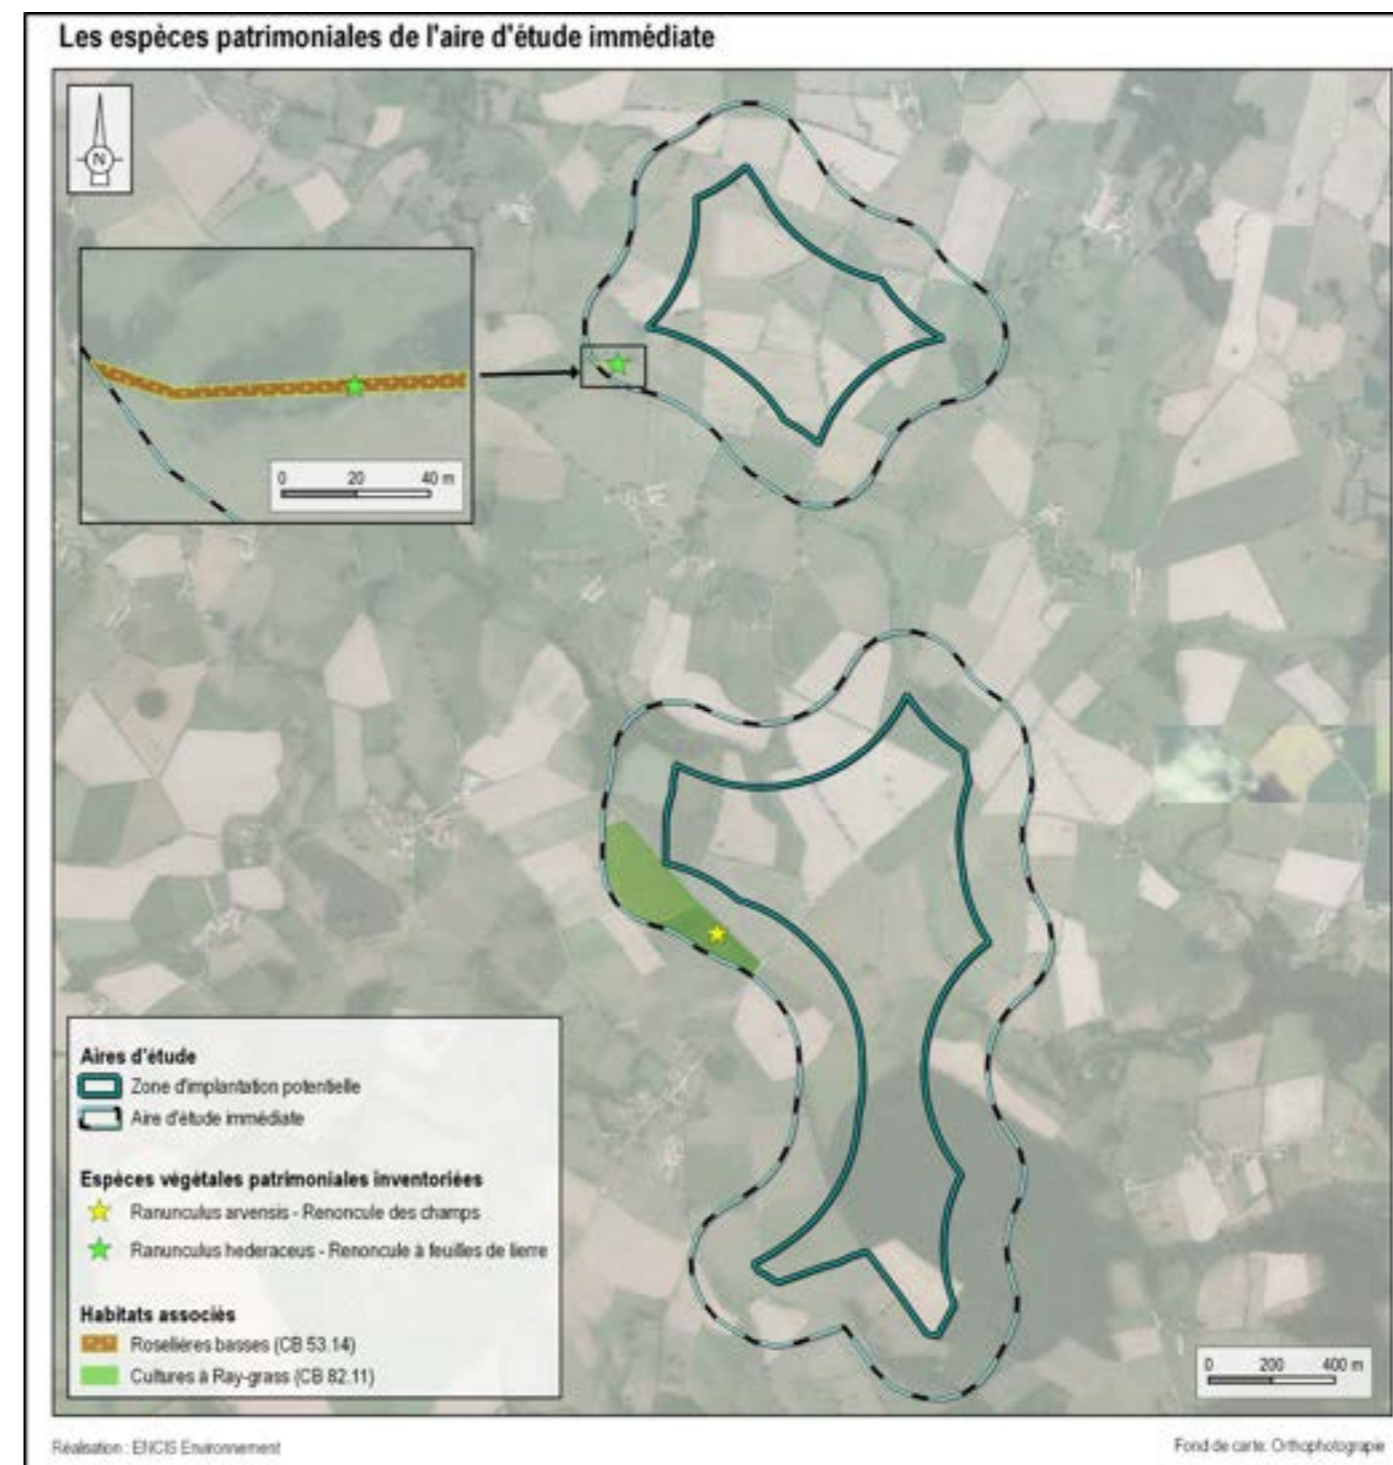 Les espèces patrimoniales de l'aire d'étude immédiate
N
0 20 40 m
Aires d'étude
Zone d'implantation potentielle
Aire d'étude immédiate
Espèces végétales patrimoniales inventoriées
Ranunculus arvensis - Renoncule des champs
Ranunculus hederaceus - Renoncule à feuilles de lierre
Habitats associés
Roselières basses (CB 53.14)
Cultures à Ray-grass (CB 82.11)
0 200 400 m
Réalisation : ENCIS Environnement
Fond de carte: Orthophotograpie